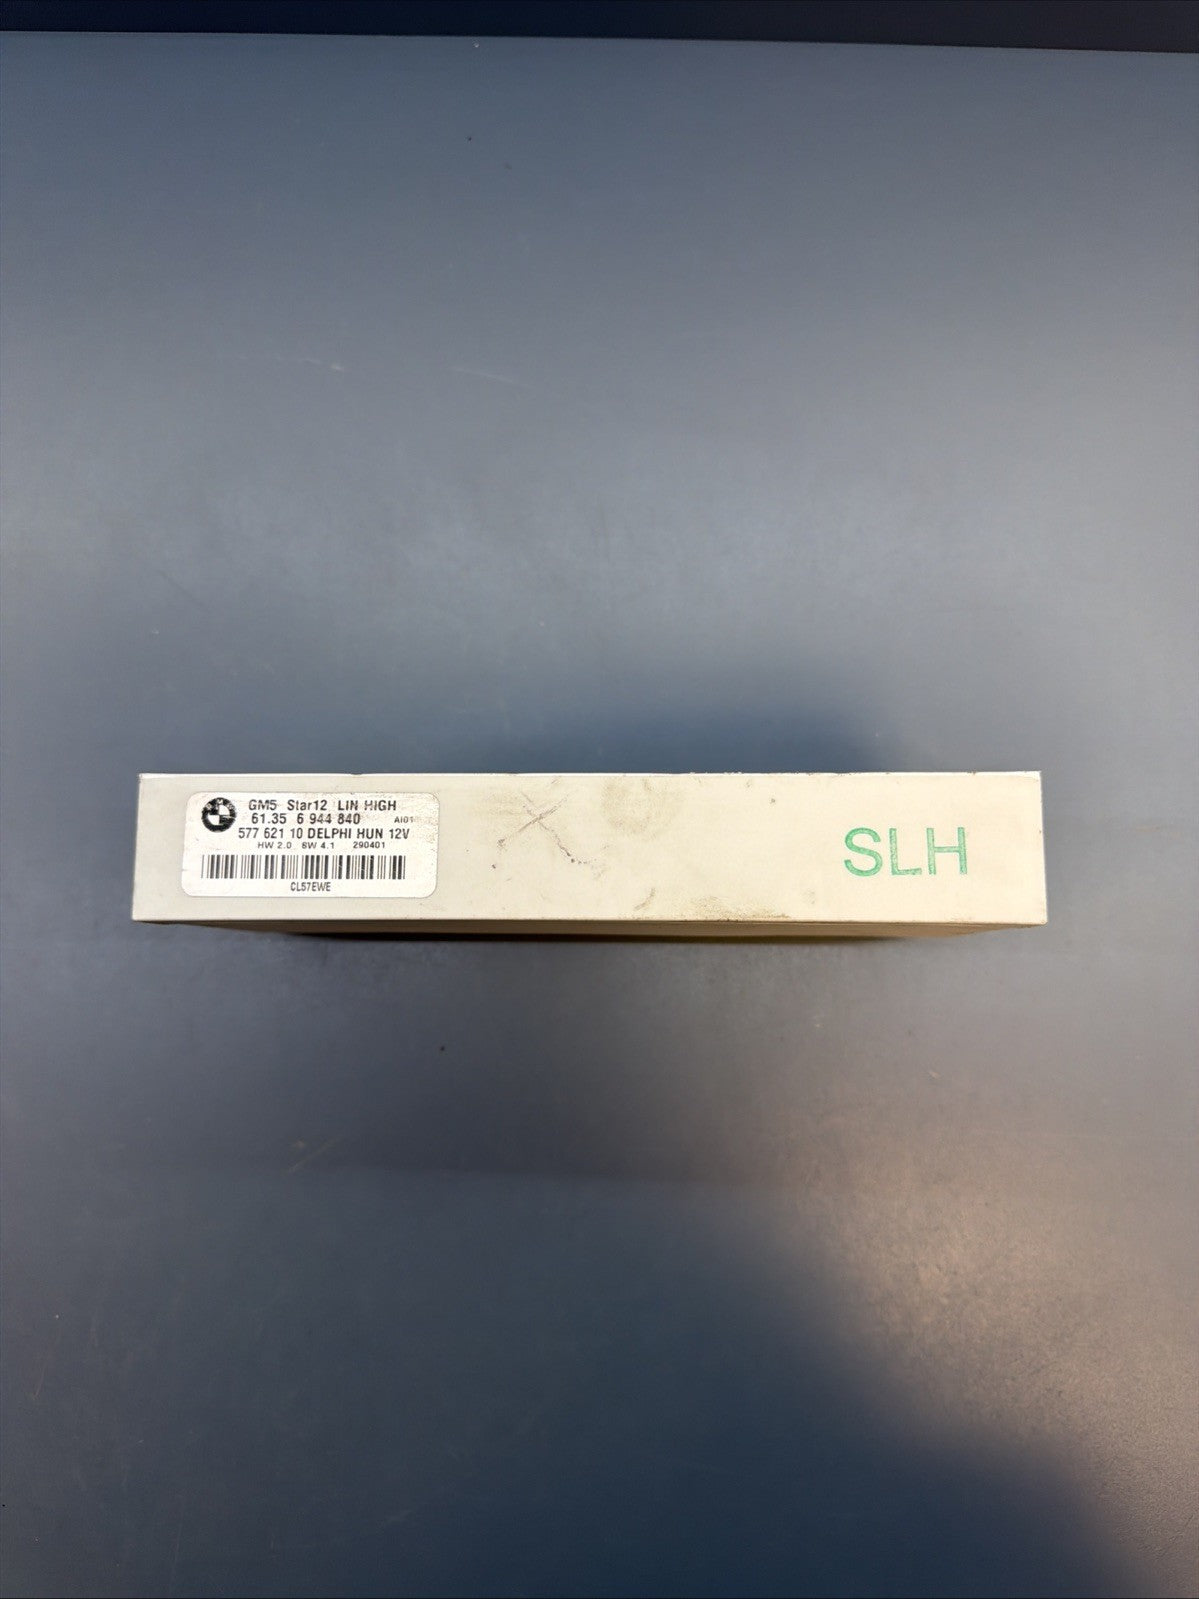 GM5 Star12 LIN HIGH
61.35 6 944 840 AI01
577 621 10 DELPHI HUN 12V
HW 2.0 SW 4.1 290401
CL57EWE
SLH